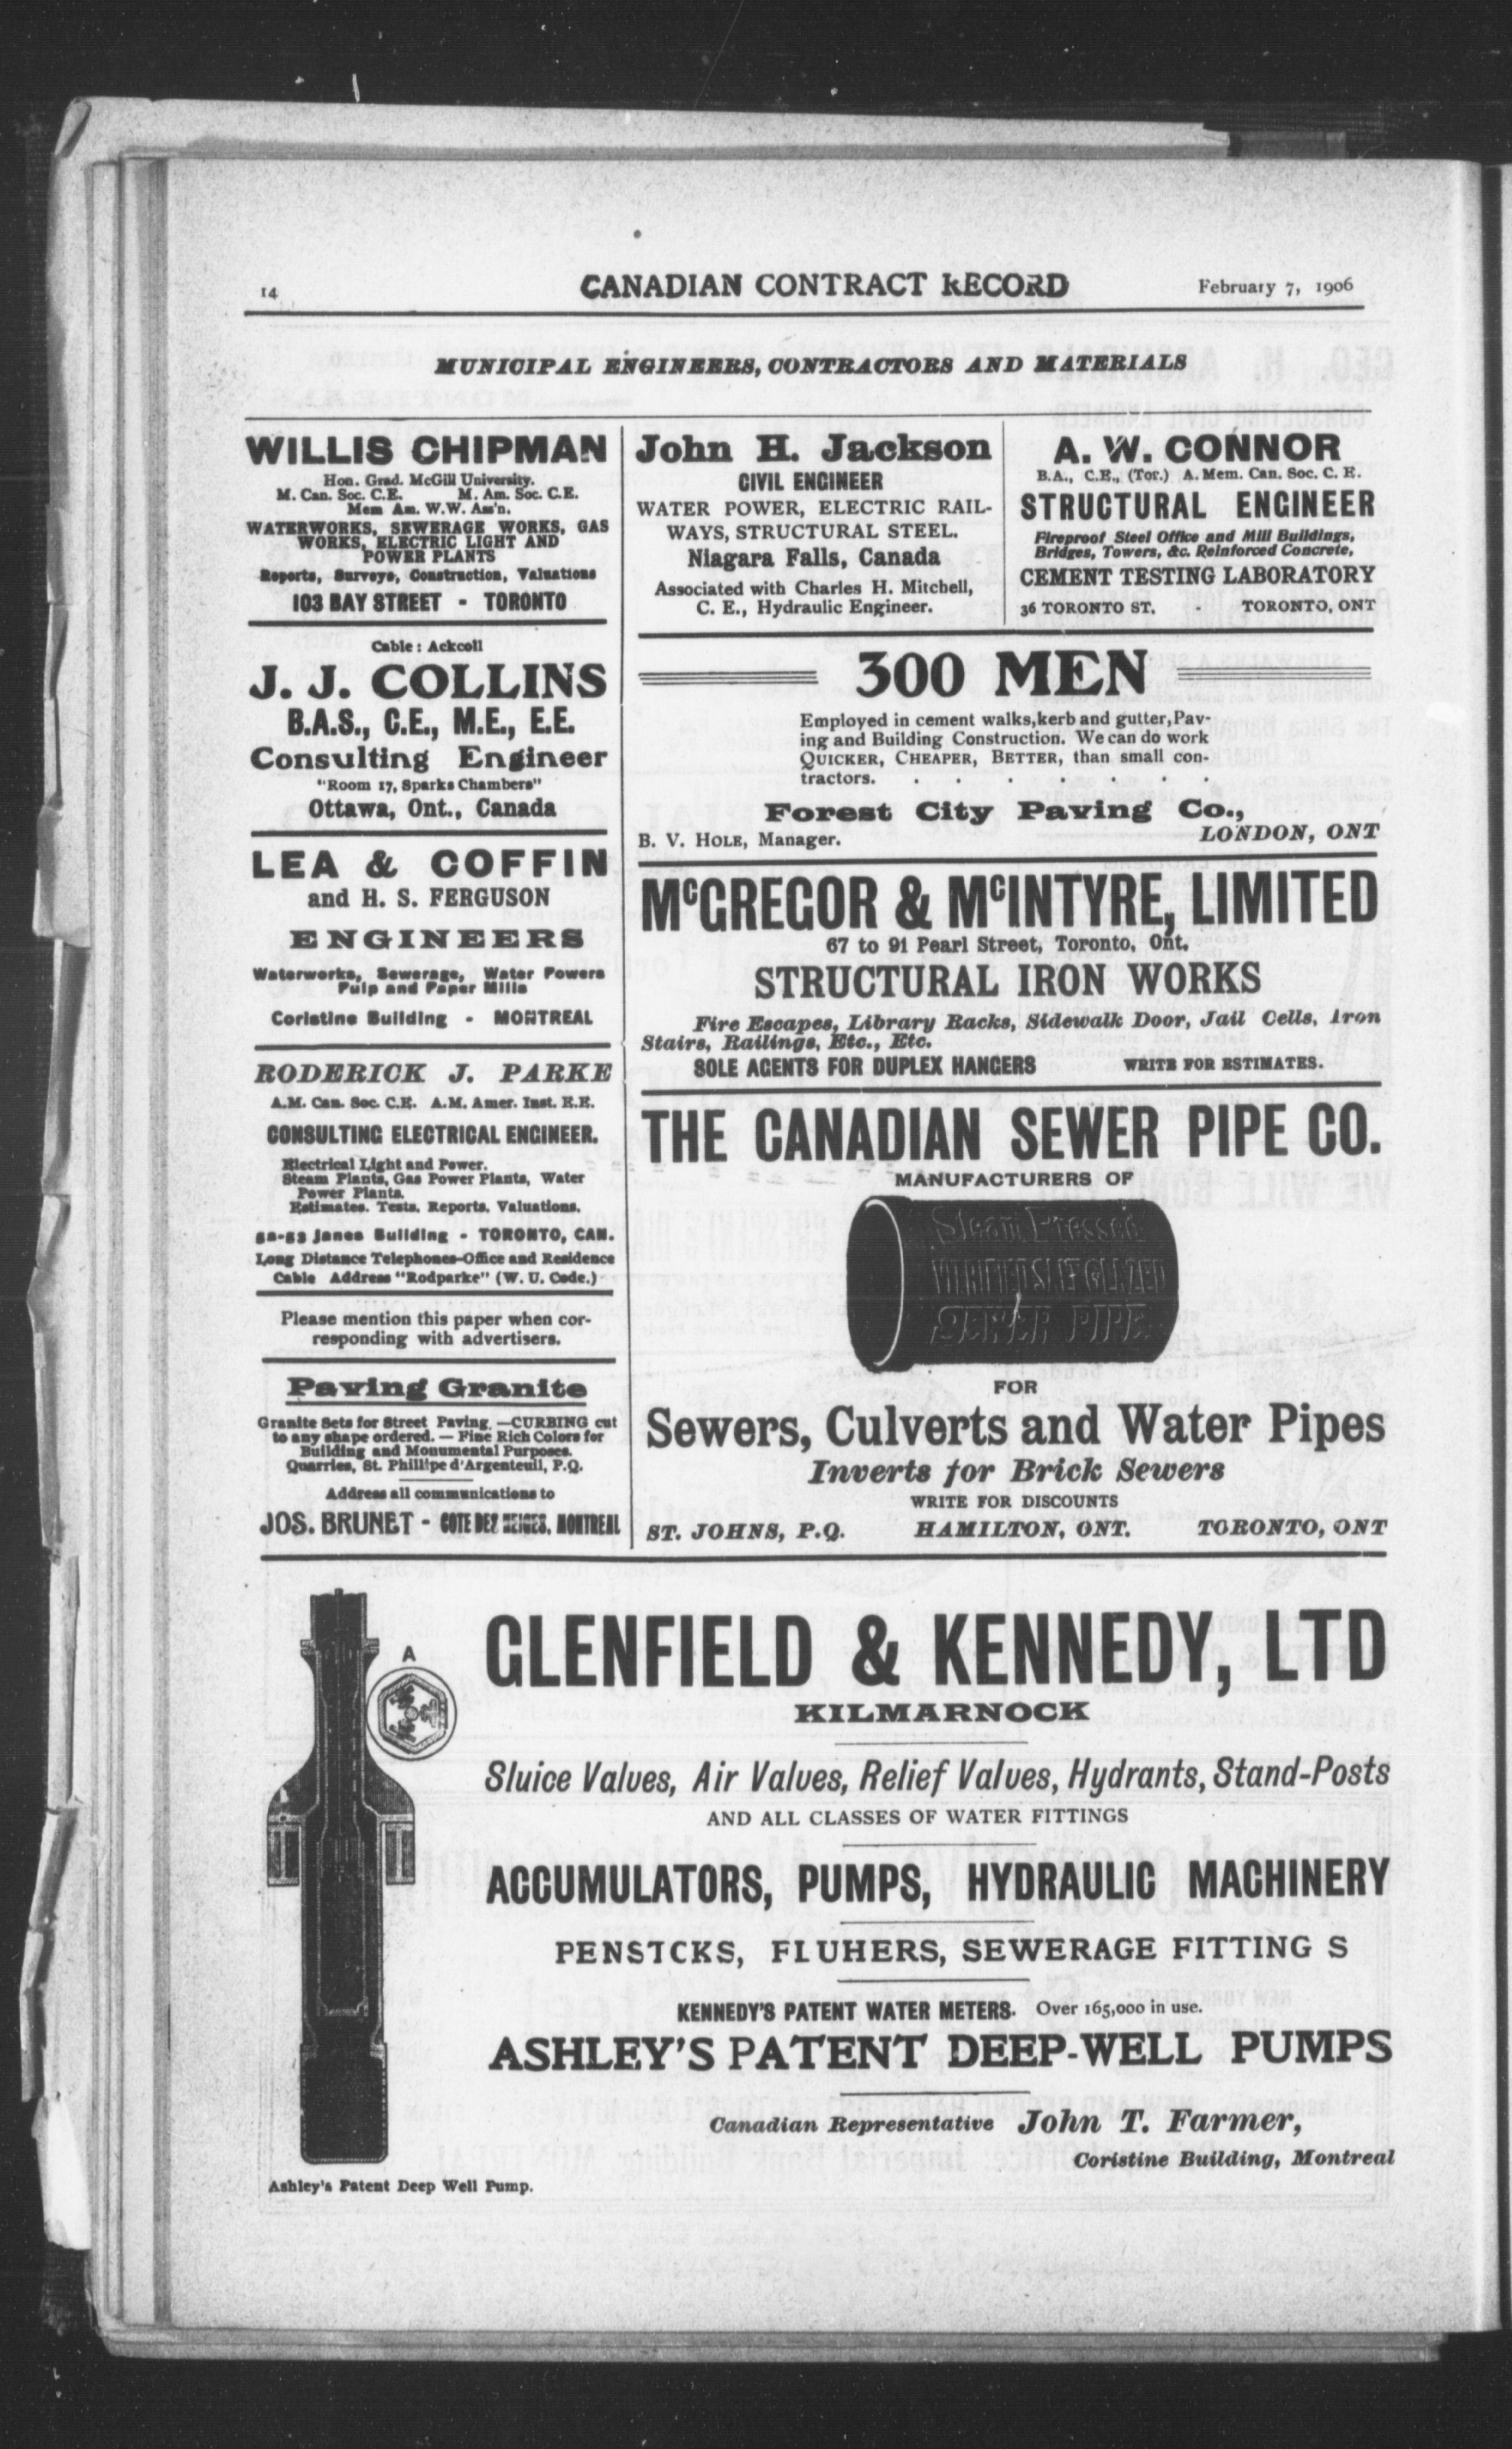 14
CANADIAN CONTRACT RECORD
February 7, 1906
MUNICIPAL ENGINEERS, CONTRACTORS AND MATERIALS
WILLIS CHIPMAN
Hon. Grad. McGill University.
M. Can. Soc. C.E. M. Am. Soc. C.E.
Mem Am. W.W. Ass'n.
WATERWORKS, SEWERAGE WORKS, GAS
WORKS, ELECTRIC LIGHT AND
POWER PLANTS
Reports, Surveys, Construction, Valuations
103 BAY STREET - TORONTO
Cable : Ackcoll
J. J. COLLINS
B.A.S., C.E., M.E., E.E.
Consulting Engineer
"Room 17, Sparks Chambers"
Ottawa, Ont., Canada
LEA & COFFIN
and H. S. FERGUSON
ENGINEERS
Waterworks, Sewerage, Water Powers
Pulp and Paper Mills
Coristine Building - MONTREAL
RODERICK J. PARKE
A.M. Can. Soc. C.E. A.M. Amer. Inst. E.E.
CONSULTING ELECTRICAL ENGINEER.
Electrical Light and Power.
Steam Plants, Gas Power Plants, Water
Power Plants.
Estimates. Tests. Reports. Valuations.
52-53 Janes Building - TORONTO, CAN.
Long Distance Telephones-Office and Residence
Cable Address "Rodparke" (W. U. Code.)
Please mention this paper when cor-
responding with advertisers.
Paving Granite
Granite Sets for Street Paving. —CURBING cut
to any shape ordered. — Fine Rich Colors for
Building and Monumental Purposes.
Quarries, St. Phillipe d'Argenteuil, P.Q.
Address all communications to
JOS. BRUNET - COTE DES NEIGES, MONTREAL
John H. Jackson
CIVIL ENGINEER
WATER POWER, ELECTRIC RAIL-
WAYS, STRUCTURAL STEEL.
Niagara Falls, Canada
Associated with Charles H. Mitchell,
C. E., Hydraulic Engineer.
A. W. CONNOR
B.A., C.E., (Tor.) A. Mem. Can. Soc. C. E.
STRUCTURAL ENGINEER
Fireproof Steel Office and Mill Buildings,
Bridges, Towers, &c. Reinforced Concrete,
CEMENT TESTING LABORATORY
36 TORONTO ST. - TORONTO, ONT
300 MEN
Employed in cement walks,kerb and gutter,Pav-
ing and Building Construction. We can do work
QUICKER, CHEAPER, BETTER, than small con-
tractors. . . . . . . .
Forest City Paving Co.,
B. V. HOLE, Manager. LONDON, ONT
McGREGOR & McINTYRE, LIMITED
67 to 91 Pearl Street, Toronto, Ont.
STRUCTURAL IRON WORKS
Fire Escapes, Library Racks, Sidewalk Door, Jail Cells, Iron
Stairs, Railings, Etc., Etc.
SOLE AGENTS FOR DUPLEX HANGERS WRITE FOR ESTIMATES.
THE CANADIAN SEWER PIPE CO.
MANUFACTURERS OF
Steam Pressed
VITRIFIED SALT GLAZED
SEWER PIPE
FOR
Sewers, Culverts and Water Pipes
Inverts for Brick Sewers
WRITE FOR DISCOUNTS
ST. JOHNS, P.Q. HAMILTON, ONT. TORONTO, ONT
A
GLENFIELD & KENNEDY, LTD
KILMARNOCK
Sluice Valves, Air Valves, Relief Valves, Hydrants, Stand-Posts
AND ALL CLASSES OF WATER FITTINGS
ACCUMULATORS, PUMPS, HYDRAULIC MACHINERY
PENSTCKS, FLUHERS, SEWERAGE FITTING S
KENNEDY'S PATENT WATER METERS. Over 165,000 in use.
ASHLEY'S PATENT DEEP-WELL PUMPS
Canadian Representative John T. Farmer,
Coristine Building, Montreal
Ashley's Patent Deep Well Pump.